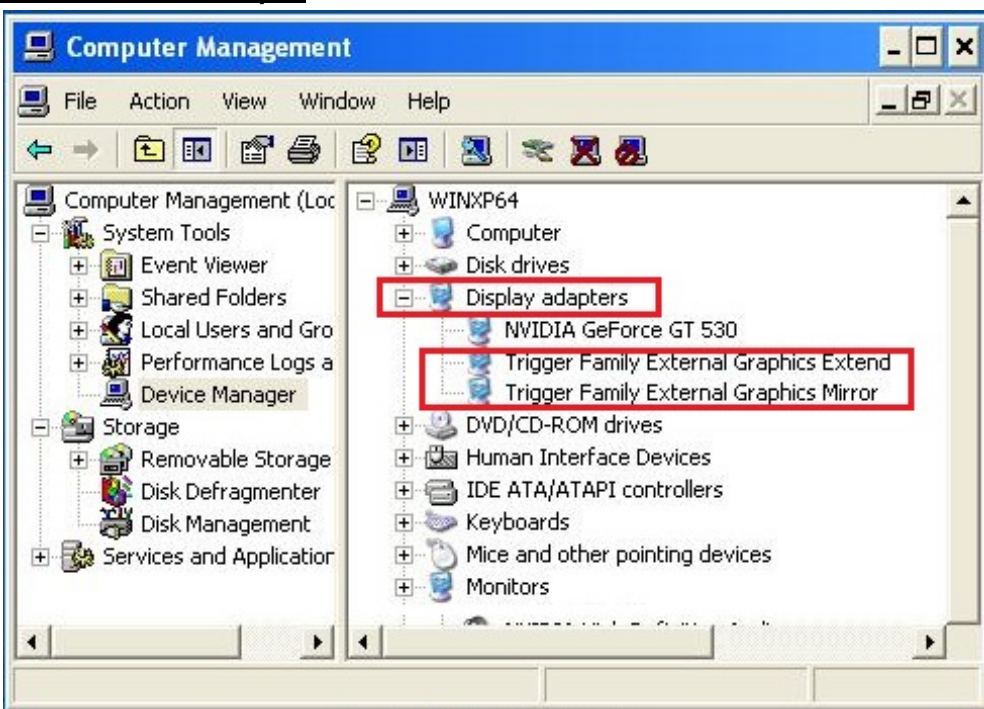 Computer Management
File Action View Window Help
Computer Management (Loc
System Tools
Event Viewer
Shared Folders
Local Users and Gro
Performance Logs a
Device Manager
Storage
Removable Storage
Disk Defragmenter
Disk Management
Services and Application
WINXP64
Computer
Disk drives
Display adapters
NVIDIA GeForce GT 530
Trigger Family External Graphics Extend
Trigger Family External Graphics Mirror
DVD/CD-ROM drives
Human Interface Devices
IDE ATA/ATAPI controllers
Keyboards
Mice and other pointing devices
Monitors